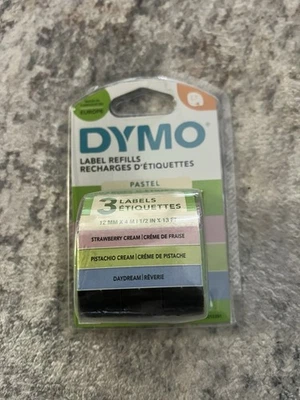 EUROPE
DYMO
LABEL REFILLS
RECHARGES D'ÉTIQUETTES
PASTEL
3 LABELS
ÉTIQUETTES
12 MM X 4 M | 1/2 IN X 13 FT
STRAWBERRY CREAM | CRÈME DE FRAISE
PISTACHIO CREAM | CRÈME DE PISTACHE
DAYDREAM | RÊVERIE